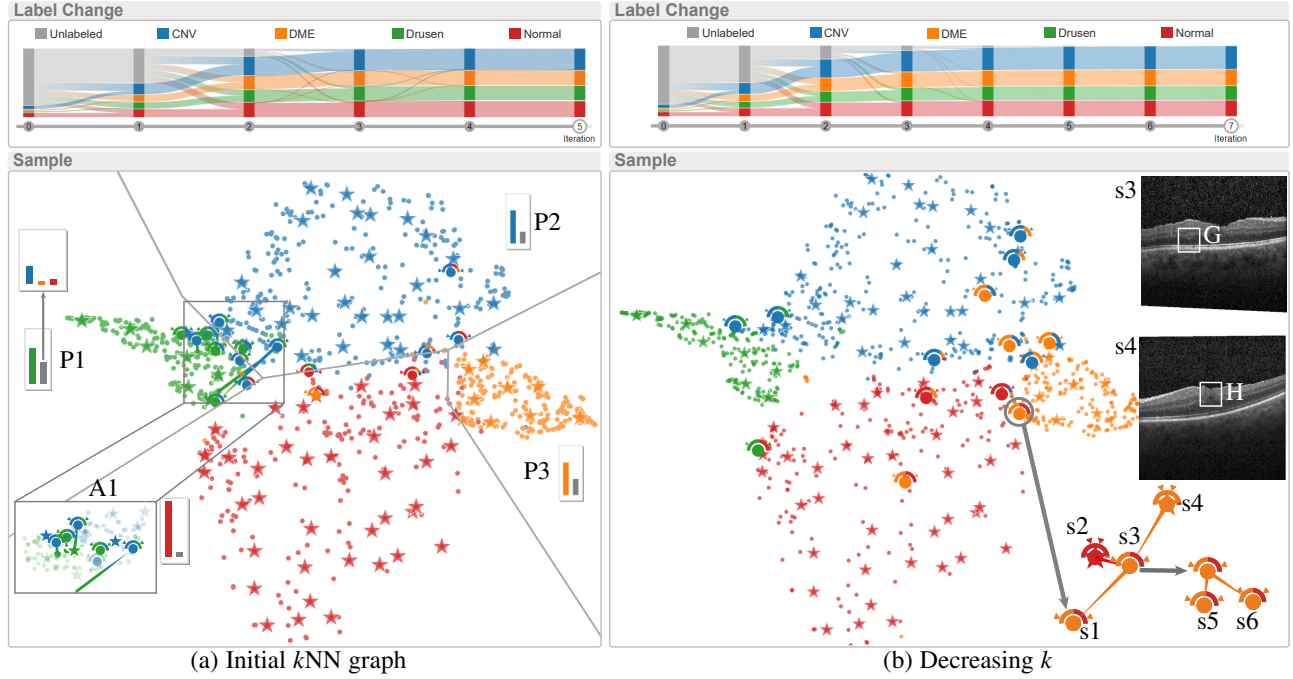 Label Change
Unlabeled CNV DME Drusen Normal
0 1 2 3 4 5
Iteration
Sample
P2
P1
P3
A1
(a) Initial kNN graph
Label Change
Unlabeled CNV DME Drusen Normal
0 1 2 3 4 5 6 7
Iteration
Sample
s3
G
s4
H
s4
s2 s3
s1 s5 s6
(b) Decreasing k